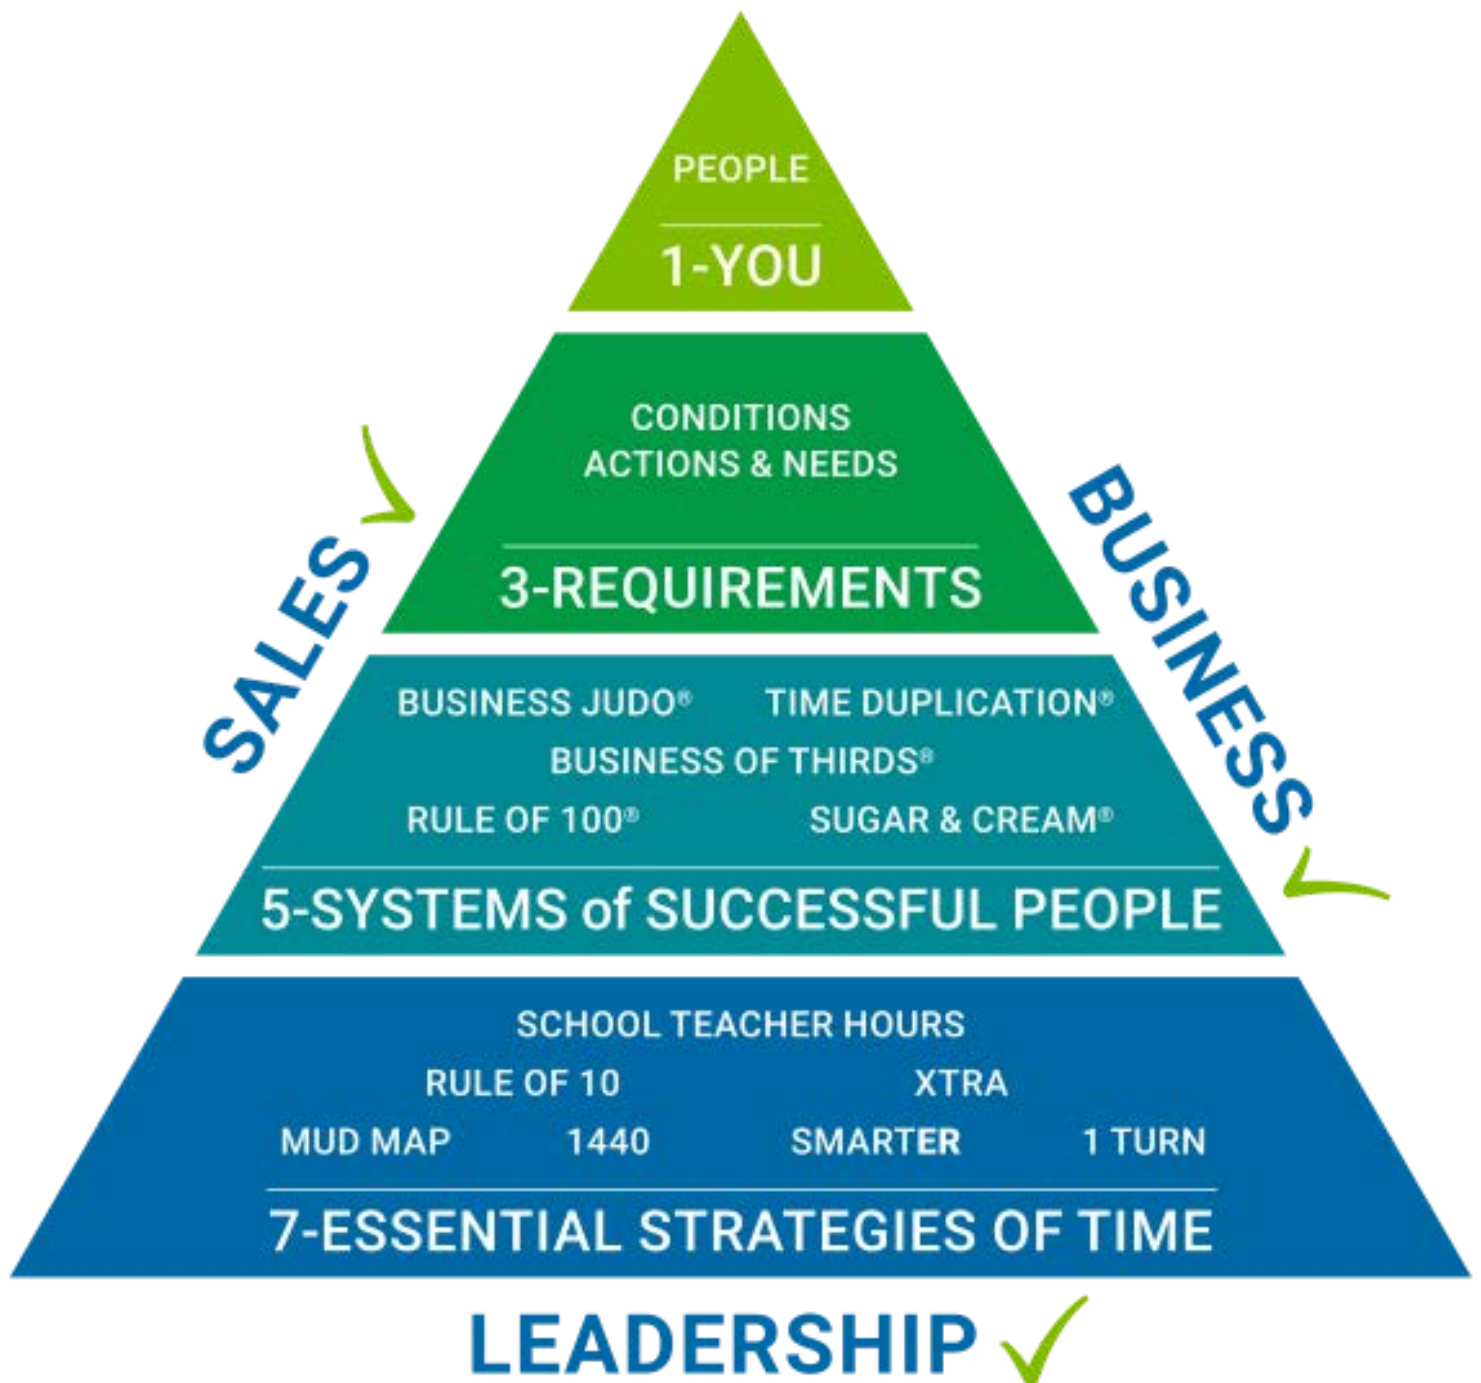 PEOPLE
1-YOU
CONDITIONS
ACTIONS & NEEDS
3-REQUIREMENTS
SALES
BUSINESS
BUSINESS JUDO® TIME DUPLICATION®
BUSINESS OF THIRDS®
RULE OF 100® SUGAR & CREAM®
5-SYSTEMS of SUCCESSFUL PEOPLE
SCHOOL TEACHER HOURS
RULE OF 10 XTRA
MUD MAP 1440 SMARTER 1 TURN
7-ESSENTIAL STRATEGIES OF TIME
LEADERSHIP